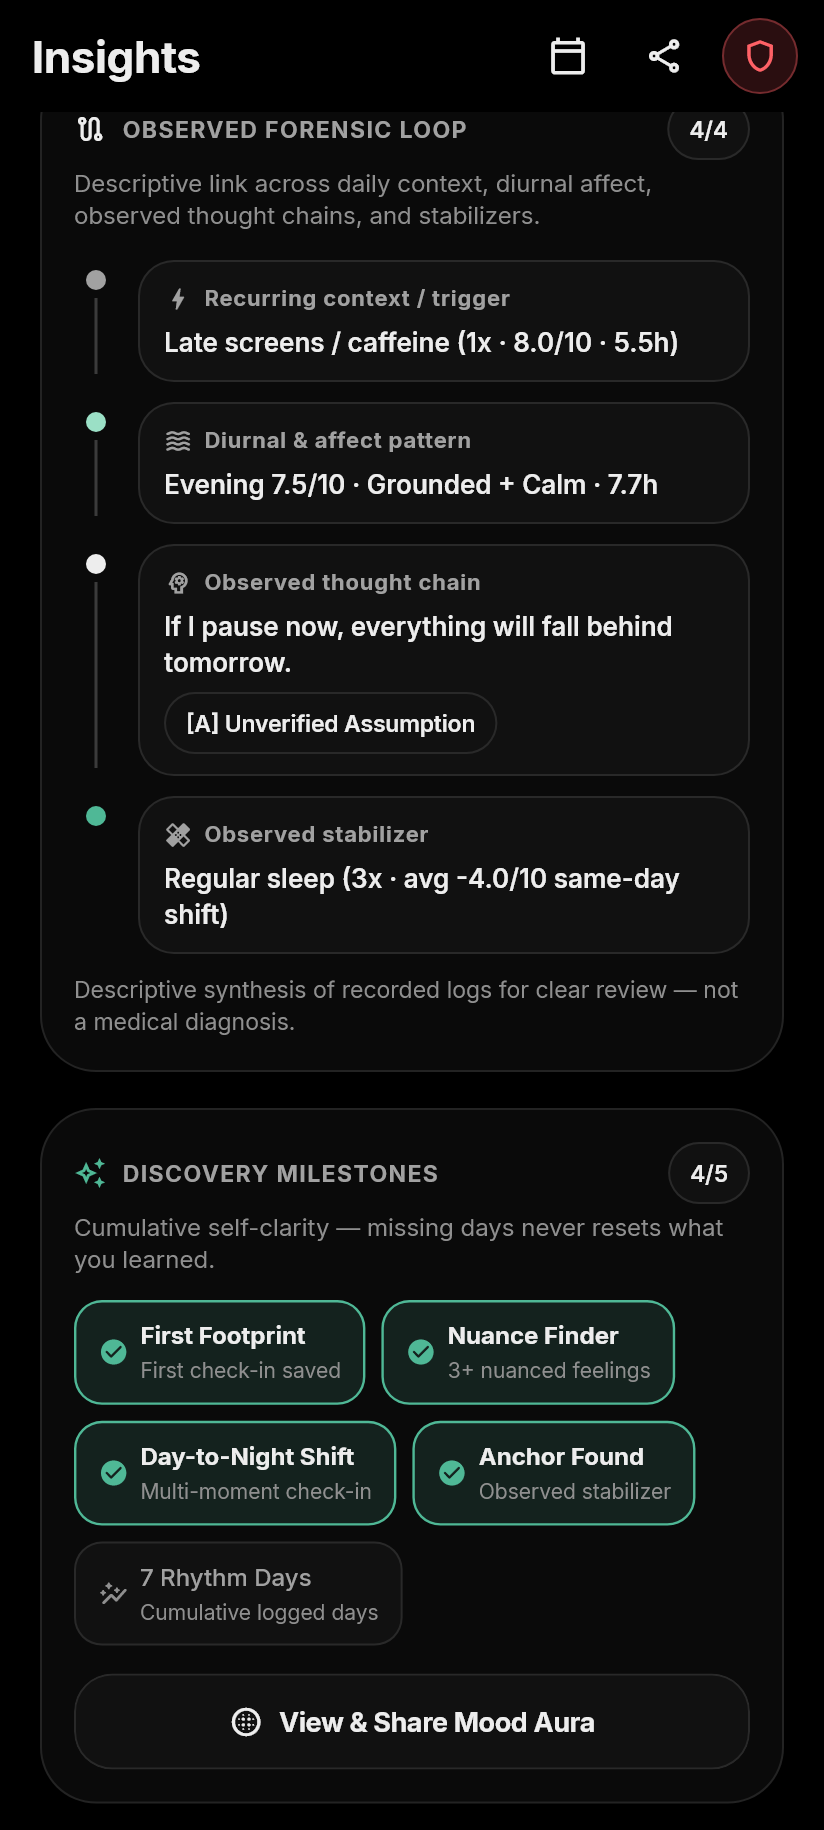 Insights
OBSERVED FORENSIC LOOP
4/4
Descriptive link across daily context, diurnal affect,
observed thought chains, and stabilizers.
Recurring context / trigger
Late screens / caffeine (1x · 8.0/10 · 5.5h)
Diurnal & affect pattern
Evening 7.5/10 · Grounded + Calm · 7.7h
Observed thought chain
If I pause now, everything will fall behind
tomorrow.
[A] Unverified Assumption
Observed stabilizer
Regular sleep (3x · avg -4.0/10 same-day
shift)
Descriptive synthesis of recorded logs for clear review — not
a medical diagnosis.
DISCOVERY MILESTONES
4/5
Cumulative self-clarity — missing days never resets what
you learned.
First Footprint
First check-in saved
Nuance Finder
3+ nuanced feelings
Day-to-Night Shift
Multi-moment check-in
Anchor Found
Observed stabilizer
7 Rhythm Days
Cumulative logged days
View & Share Mood Aura